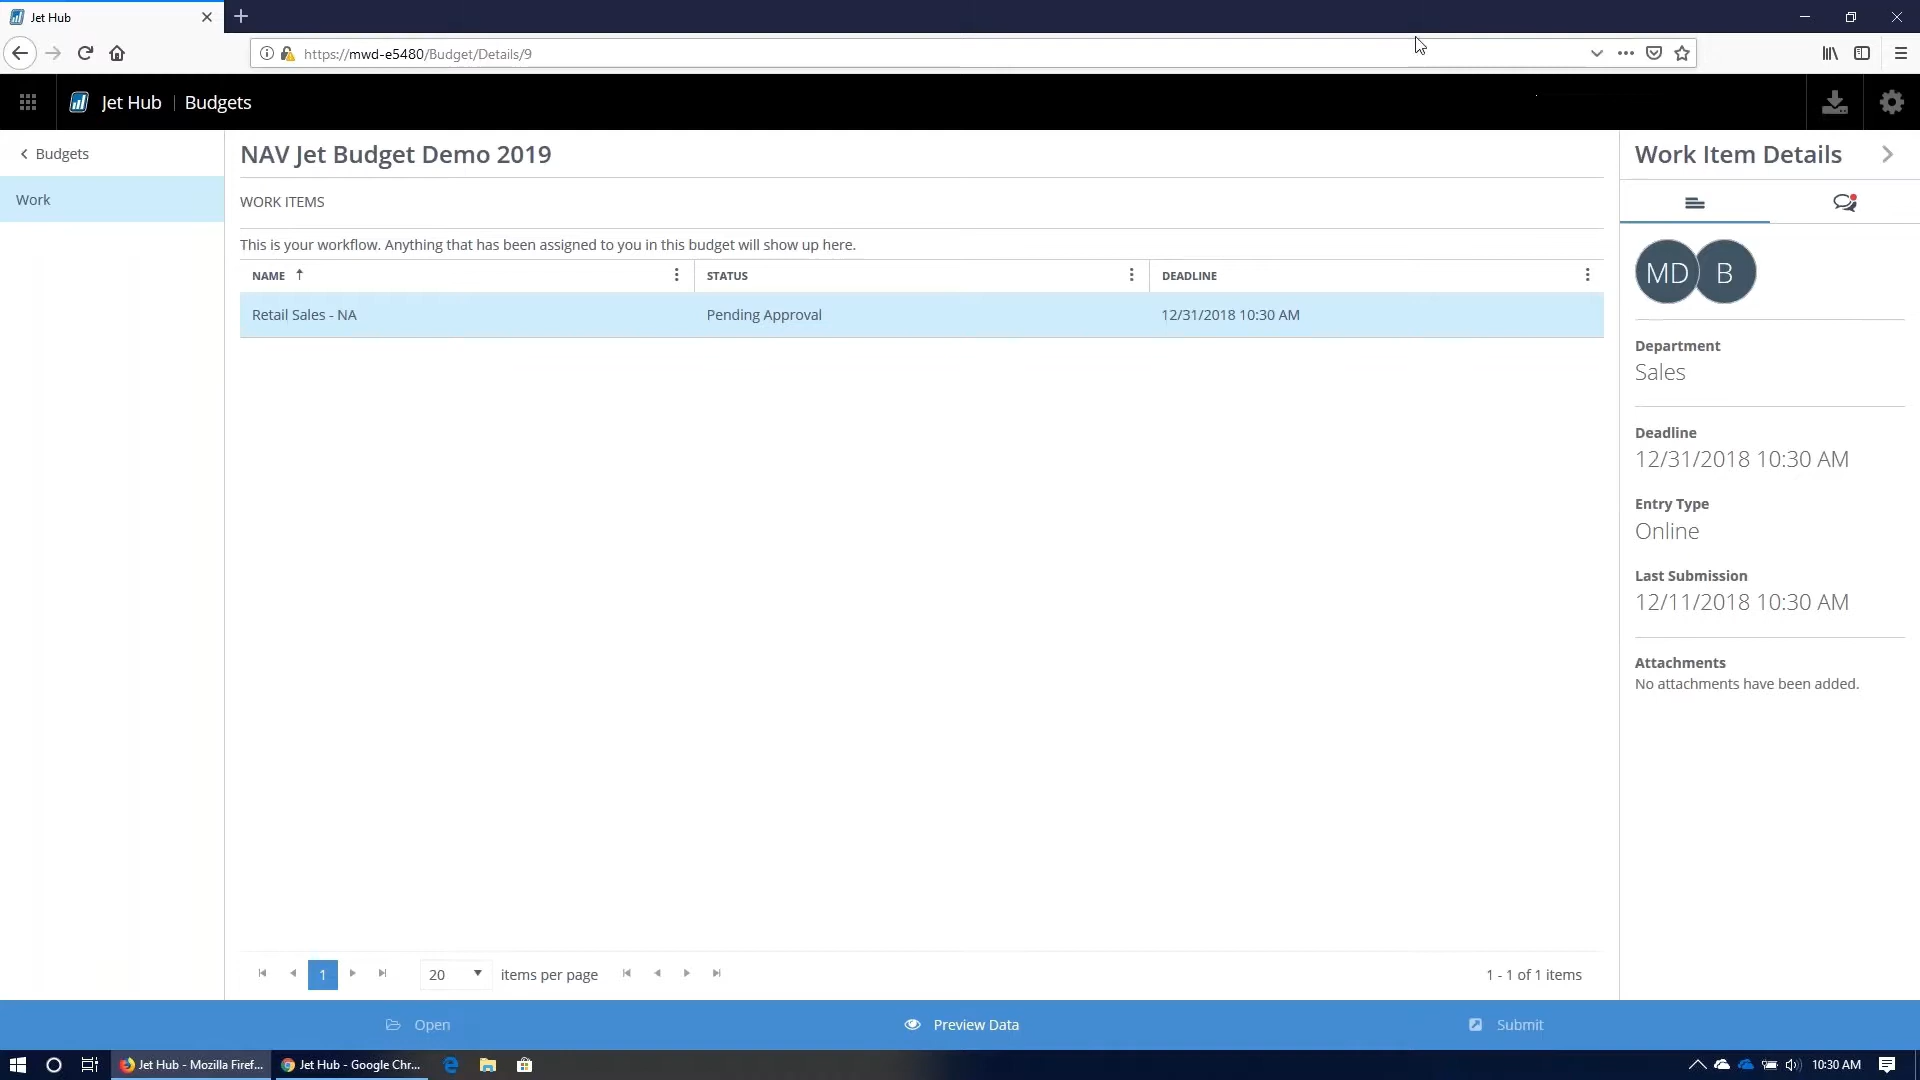 Jet Hub
https://mwd-e5480/Budget/Details/9
Jet Hub | Budgets
Budgets
Work
NAV Jet Budget Demo 2019
WORK ITEMS
This is your workflow. Anything that has been assigned to you in this budget will show up here.
NAME STATUS DEADLINE
Retail Sales - NA Pending Approval 12/31/2018 10:30 AM
1 20 items per page 1 - 1 of 1 items
Work Item Details
MD B
Department
Sales
Deadline
12/31/2018 10:30 AM
Entry Type
Online
Last Submission
12/11/2018 10:30 AM
Attachments
No attachments have been added.
Open Preview Data Submit
Jet Hub - Mozilla Firef... Jet Hub - Google Chr... 10:30 AM